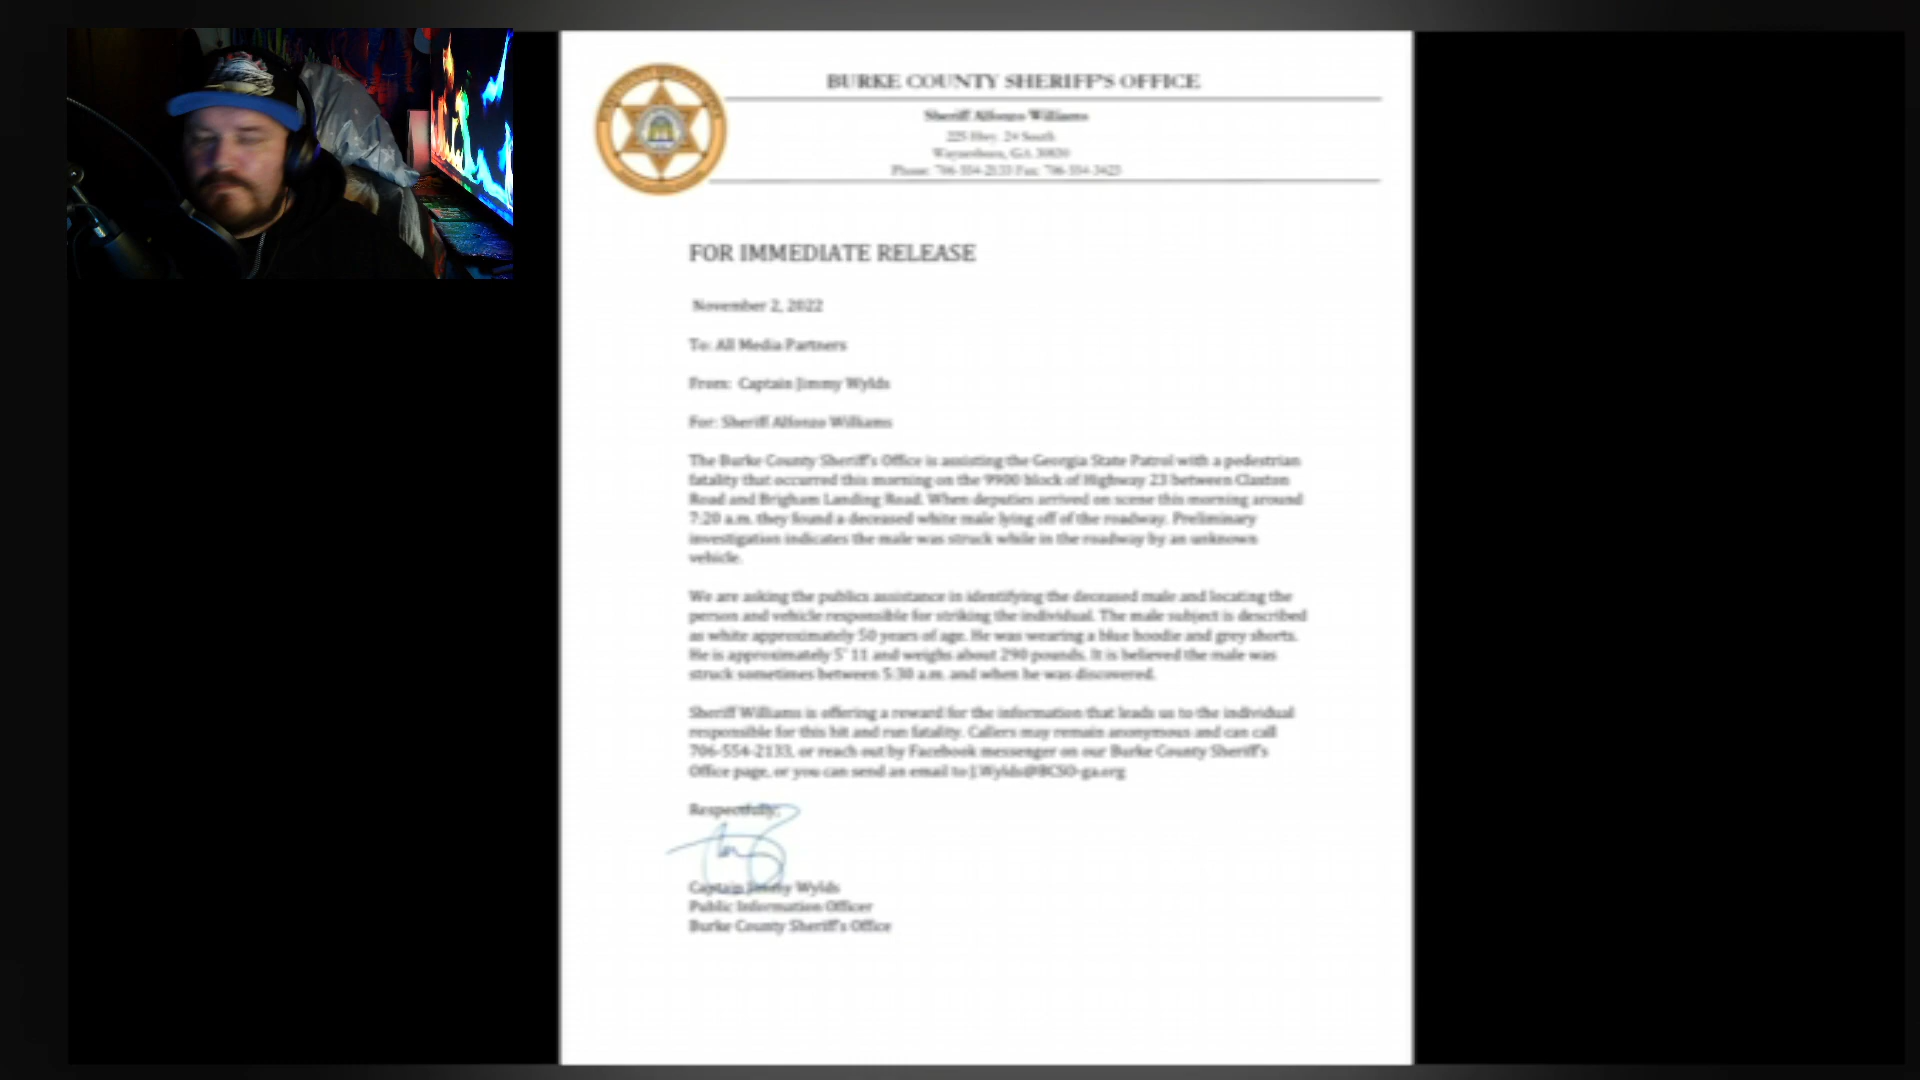 BURKE COUNTY SHERIFF'S OFFICE
Sheriff Alfonzo Williams
225 Hwy. 24 South
Waynesboro, GA 30830
Phone: 706-554-2133 Fax: 706-554-3423
FOR IMMEDIATE RELEASE
November 2, 2022
To: All Media Partners
From: Captain Jimmy Wylds
For: Sheriff Alfonzo Williams
The Burke County Sheriff's Office is assisting the Georgia State Patrol with a pedestrian
fatality that occurred this morning on the 9900 block of Highway 23 between Claxton
Road and Brigham Landing Road. When deputies arrived on scene this morning around
7:20 a.m. they found a deceased white male lying off of the roadway. Preliminary
investigation indicates the male was struck while in the roadway by an unknown
vehicle.
We are asking the publics assistance in identifying the deceased male and locating the
person and vehicle responsible for striking the individual. The male subject is described
as white approximately 50 years of age. He was wearing a blue hoodie and grey shorts.
He is approximately 5' 11 and weighs about 290 pounds. It is believed the male was
struck sometimes between 5:30 a.m. and when he was discovered.
Sheriff Williams is offering a reward for the information that leads us to the individual
responsible for this hit and run fatality. Callers may remain anonymous and can call
706-554-2133, or reach out by Facebook messenger on our Burke County Sheriff's
Office page, or you can send an email to J.Wylds@BCSO-ga.org
Respectfully,
Captain Jimmy Wylds
Public Information Officer
Burke County Sheriff's Office